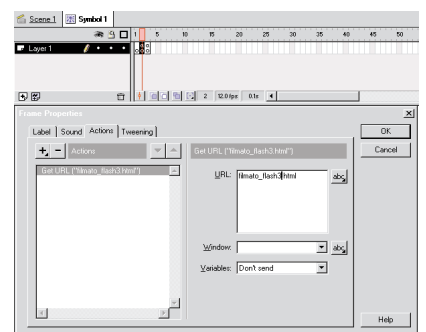 Scene 1 Symbol 1
1 5 10 15 20 25 30 35 40 45 50
Layer 1
2 12.0 fps 0.1s
Frame Properties
Label Sound Actions Tweening
OK
Cancel
+ - Actions
Get URL ("filmato_flash3.html")
Get URL ("filmato_flash3.html")
URL: filmato_flash3.html abc
Window: abc
Variables: Don't send
Help